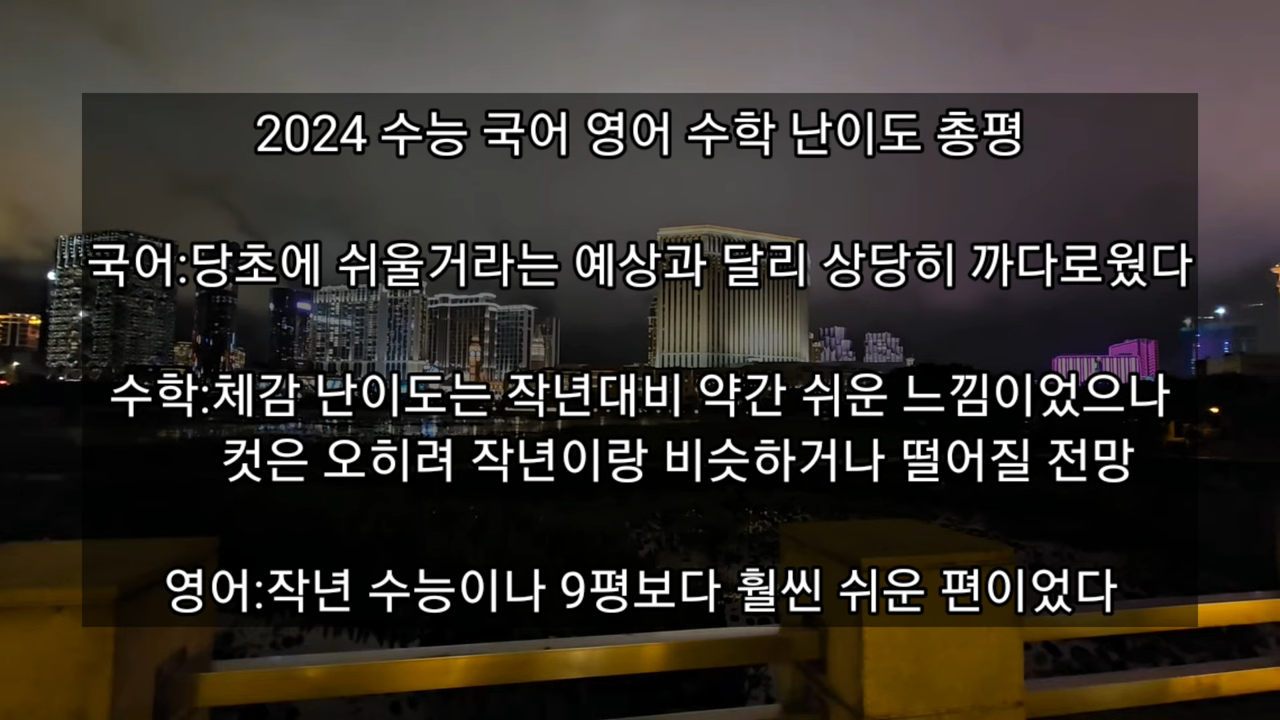 2024 수능 국어 영어 수학 난이도 총평
국어:당초에 쉬울거라는 예상과 달리 상당히 까다로웠다
수학:체감 난이도는 작년대비 약간 쉬운 느낌이었으나
컷은 오히려 작년이랑 비슷하거나 떨어질 전망
영어:작년 수능이나 9평보다 훨씬 쉬운 편이었다